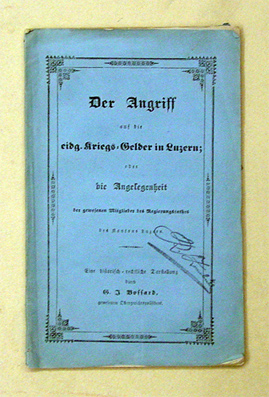 Der Angriff
auf die
eidg. Kriegs-Gelder in Luzern;
oder
die Angelegenheit
der gewesenen Mitglieder des Regierungsrathes
des Kantons Luzern.
Eine historisch-rechtliche Darstellung
durch
G. J. Bossard,
gewesenen